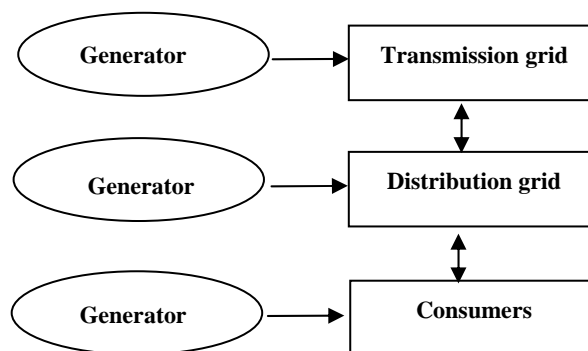 Generator
Transmission grid
Generator
Distribution grid
Generator
Consumers